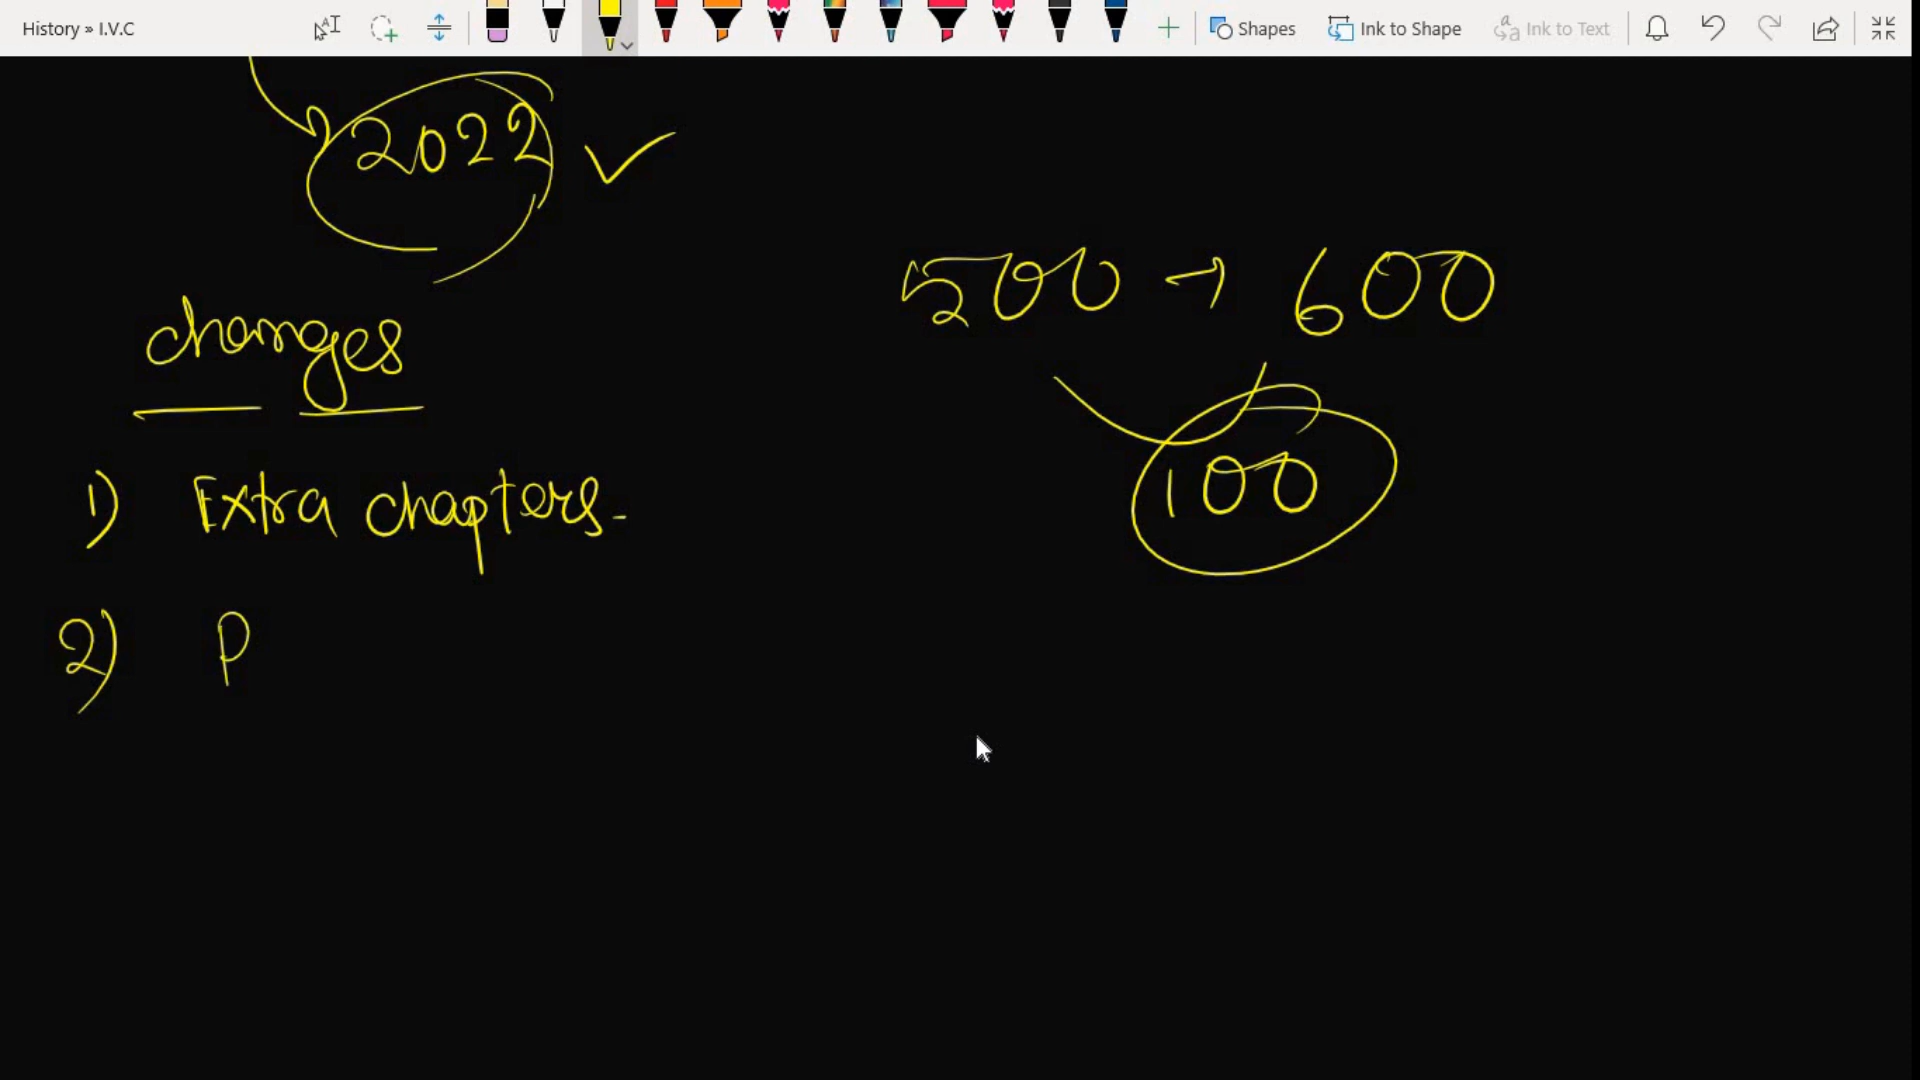 History » I.V.C
Shapes
Ink to Shape
Ink to Text
2022
500 → 600
changes
100
1) Extra chapters.
2) P